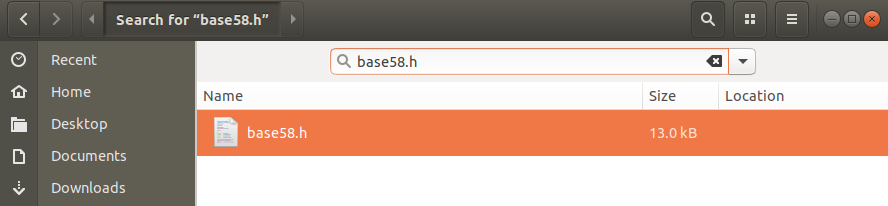 Search for “base58.h”
Recent
Home
Desktop
Documents
Downloads
base58.h
Name Size Location
base58.h 13.0 kB